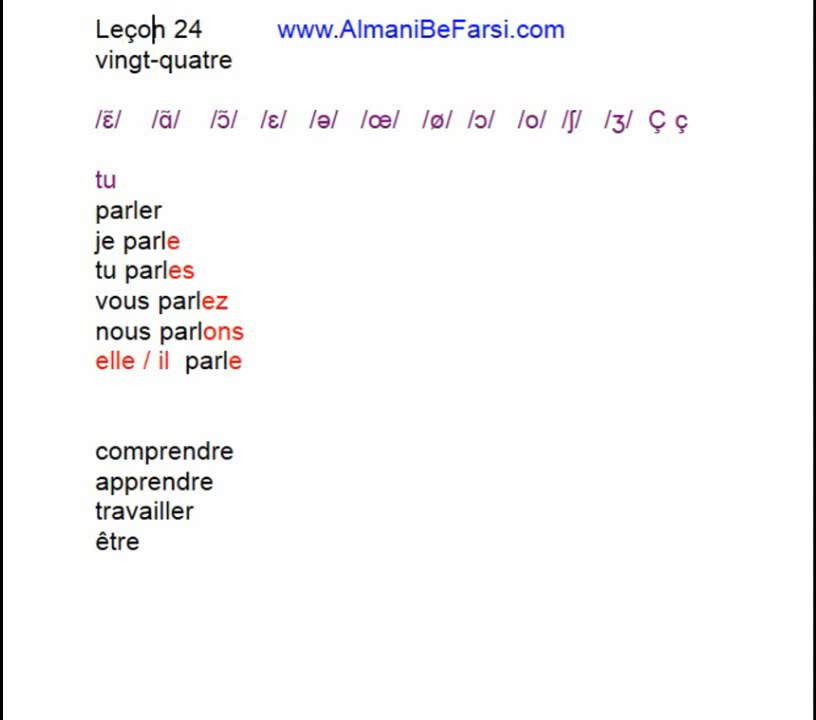 Leçon 24 www.AlmaniBeFarsi.com
vingt-quatre
/ɛ̃/ /ɑ̃/ /ɔ̃/ /ɛ/ /ə/ /œ/ /ø/ /ɔ/ /o/ /ʃ/ /ʒ/ Ç ç
tu
parler
je parle
tu parles
vous parlez
nous parlons
elle / il parle
comprendre
apprendre
travailler
être